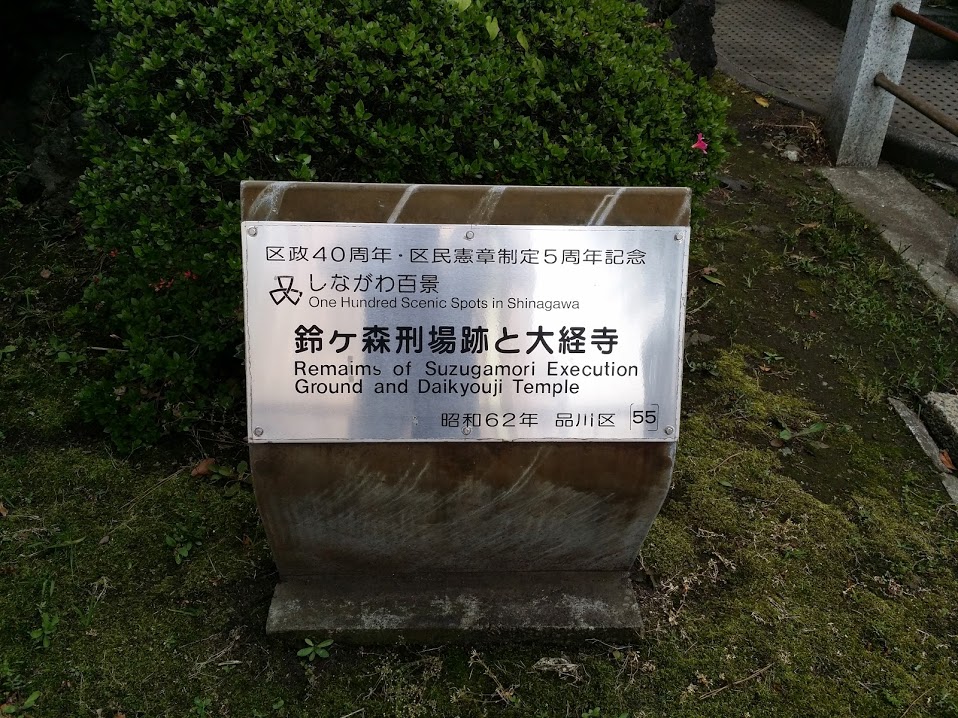 区政40周年・区民憲章制定5周年記念
しながわ百景
One Hundred Scenic Spots in Shinagawa
鈴ヶ森刑場跡と大経寺
Remaims of Suzugamori Execution
Ground and Daikyouji Temple
昭和62年 品川区 [55]